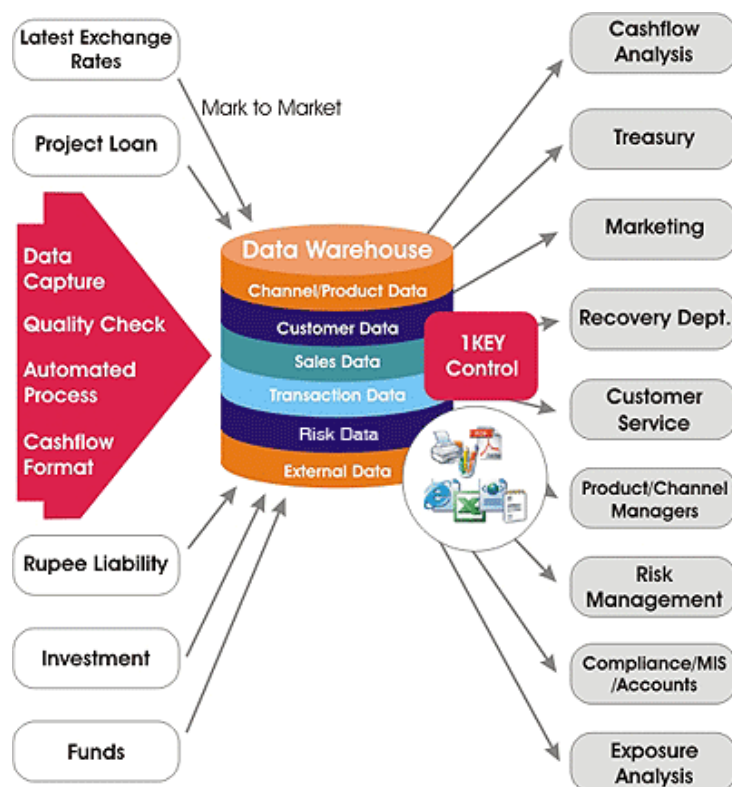 Latest Exchange
Rates
Mark to Market
Project Loan
Data
Capture
Quality Check
Automated
Process
Cashflow
Format
Rupee Liability
Investment
Funds
Data Warehouse
Channel/Product Data
Customer Data
Sales Data
Transaction Data
Risk Data
External Data
1KEY
Control
Cashflow
Analysis
Treasury
Marketing
Recovery Dept.
Customer
Service
Product/Channel
Managers
Risk
Management
Compliance/MIS
/Accounts
Exposure
Analysis